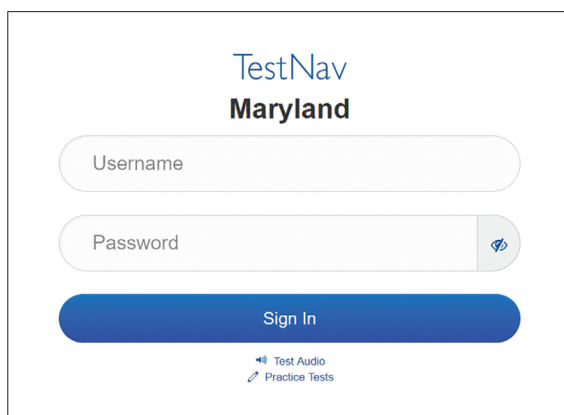 TestNav
Maryland
Username
Password
Sign In
Test Audio
Practice Tests